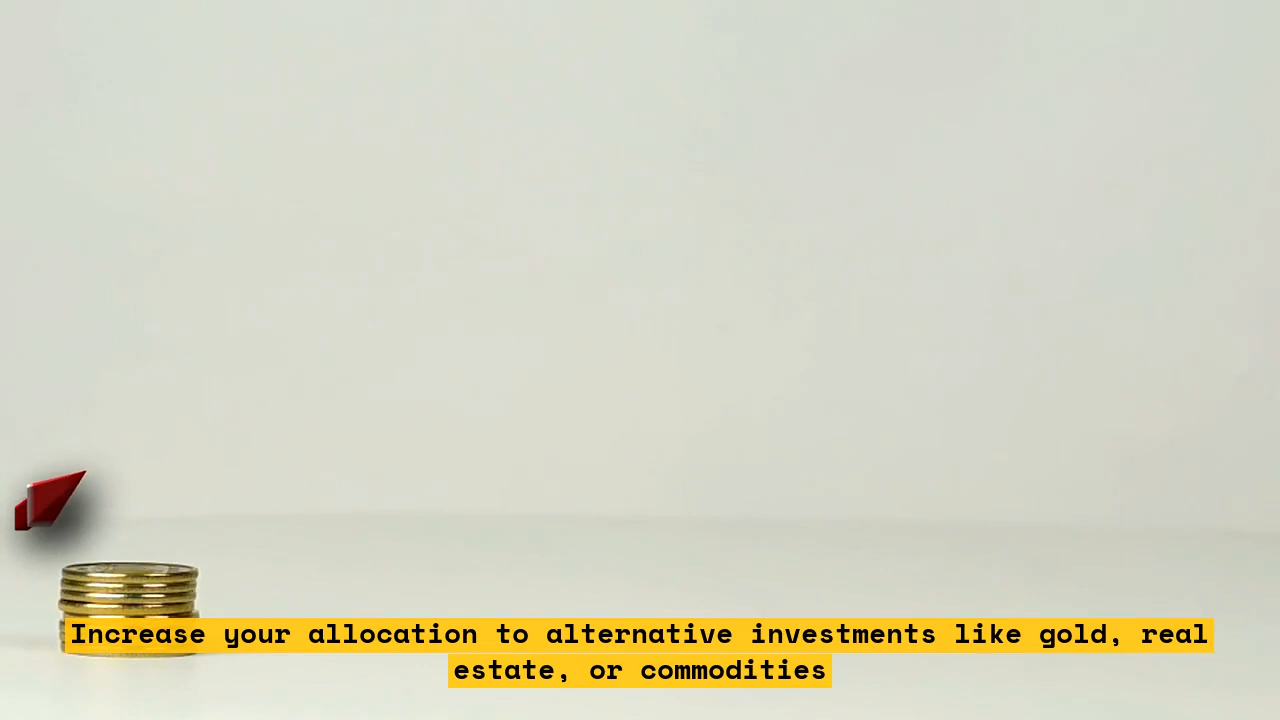 Increase your allocation to alternative investments like gold, real
estate, or commodities